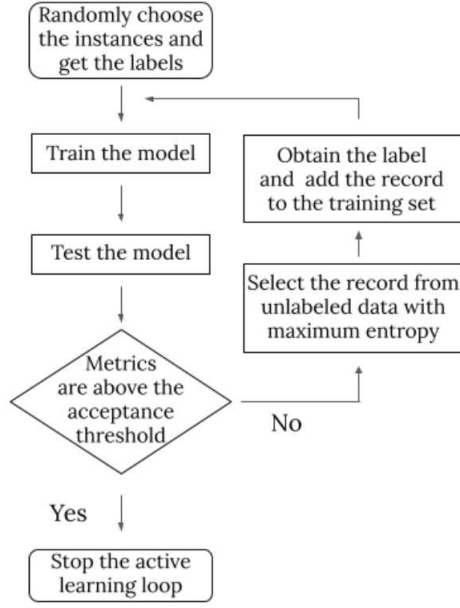 Randomly choose
the instances and
get the labels
Train the model
Test the model
Metrics
are above the
acceptance
threshold
No
Select the record from
unlabeled data with
maximum entropy
Obtain the label
and add the record
to the training set
Yes
Stop the active
learning loop